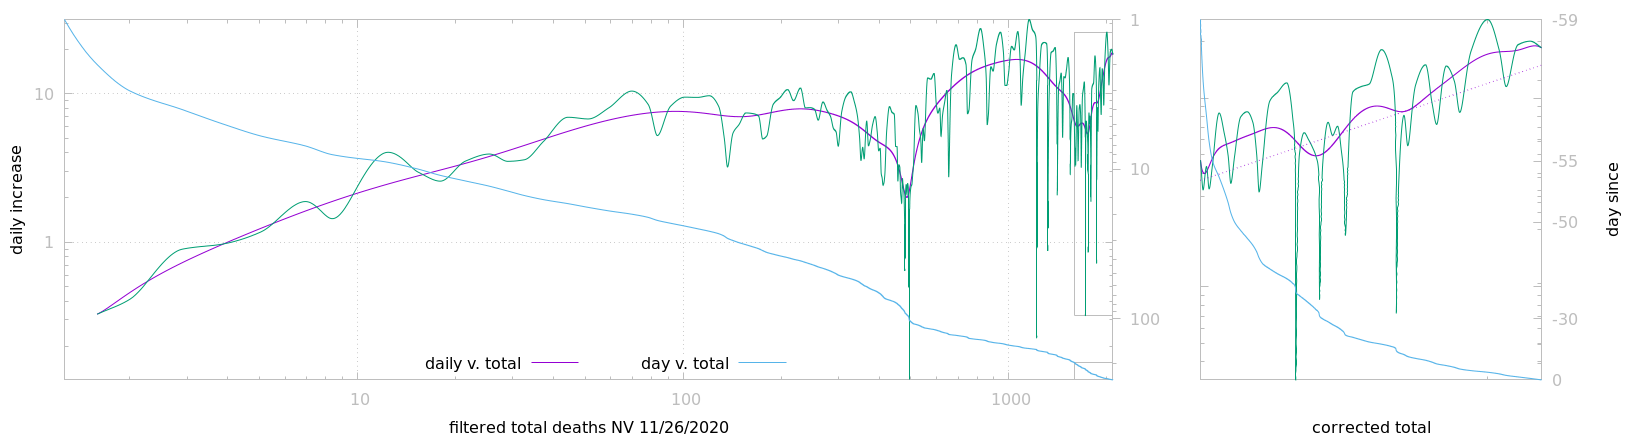 1 -59
10
daily increase
1
10
-55
-50
day since
100 -30
daily v. total day v. total
0
10 100 1000
filtered total deaths NV 11/26/2020 corrected total